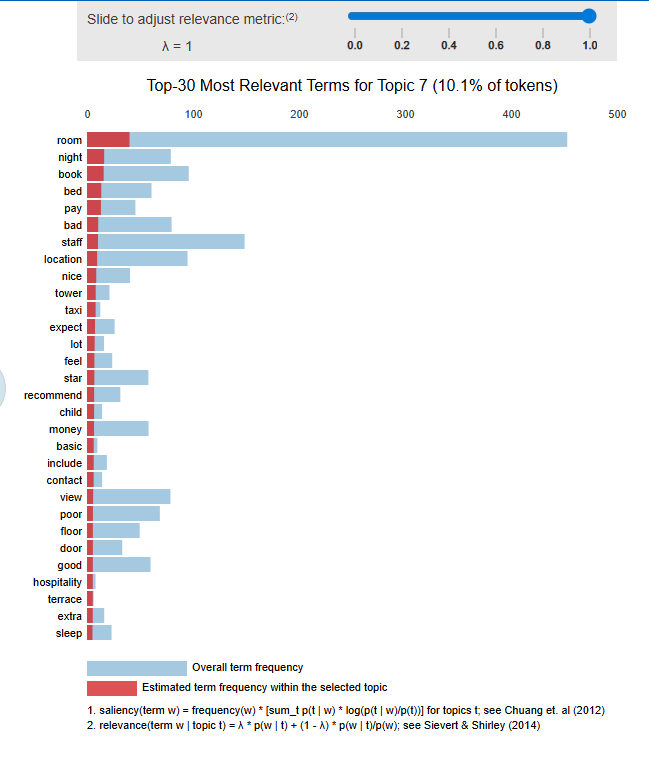 Slide to adjust relevance metric:(2)
λ = 1
0.0 0.2 0.4 0.6 0.8 1.0
Top-30 Most Relevant Terms for Topic 7 (10.1% of tokens)
0 100 200 300 400 500
room
night
book
bed
pay
bad
staff
location
nice
tower
taxi
expect
lot
feel
star
recommend
child
money
basic
include
contact
view
poor
floor
door
good
hospitality
terrace
extra
sleep
Overall term frequency
Estimated term frequency within the selected topic
1. saliency(term w) = frequency(w) * [sum_t p(t | w) * log(p(t | w)/p(t))] for topics t; see Chuang et. al (2012)
2. relevance(term w | topic t) = λ * p(w | t) + (1 - λ) * p(w | t)/p(w); see Sievert & Shirley (2014)